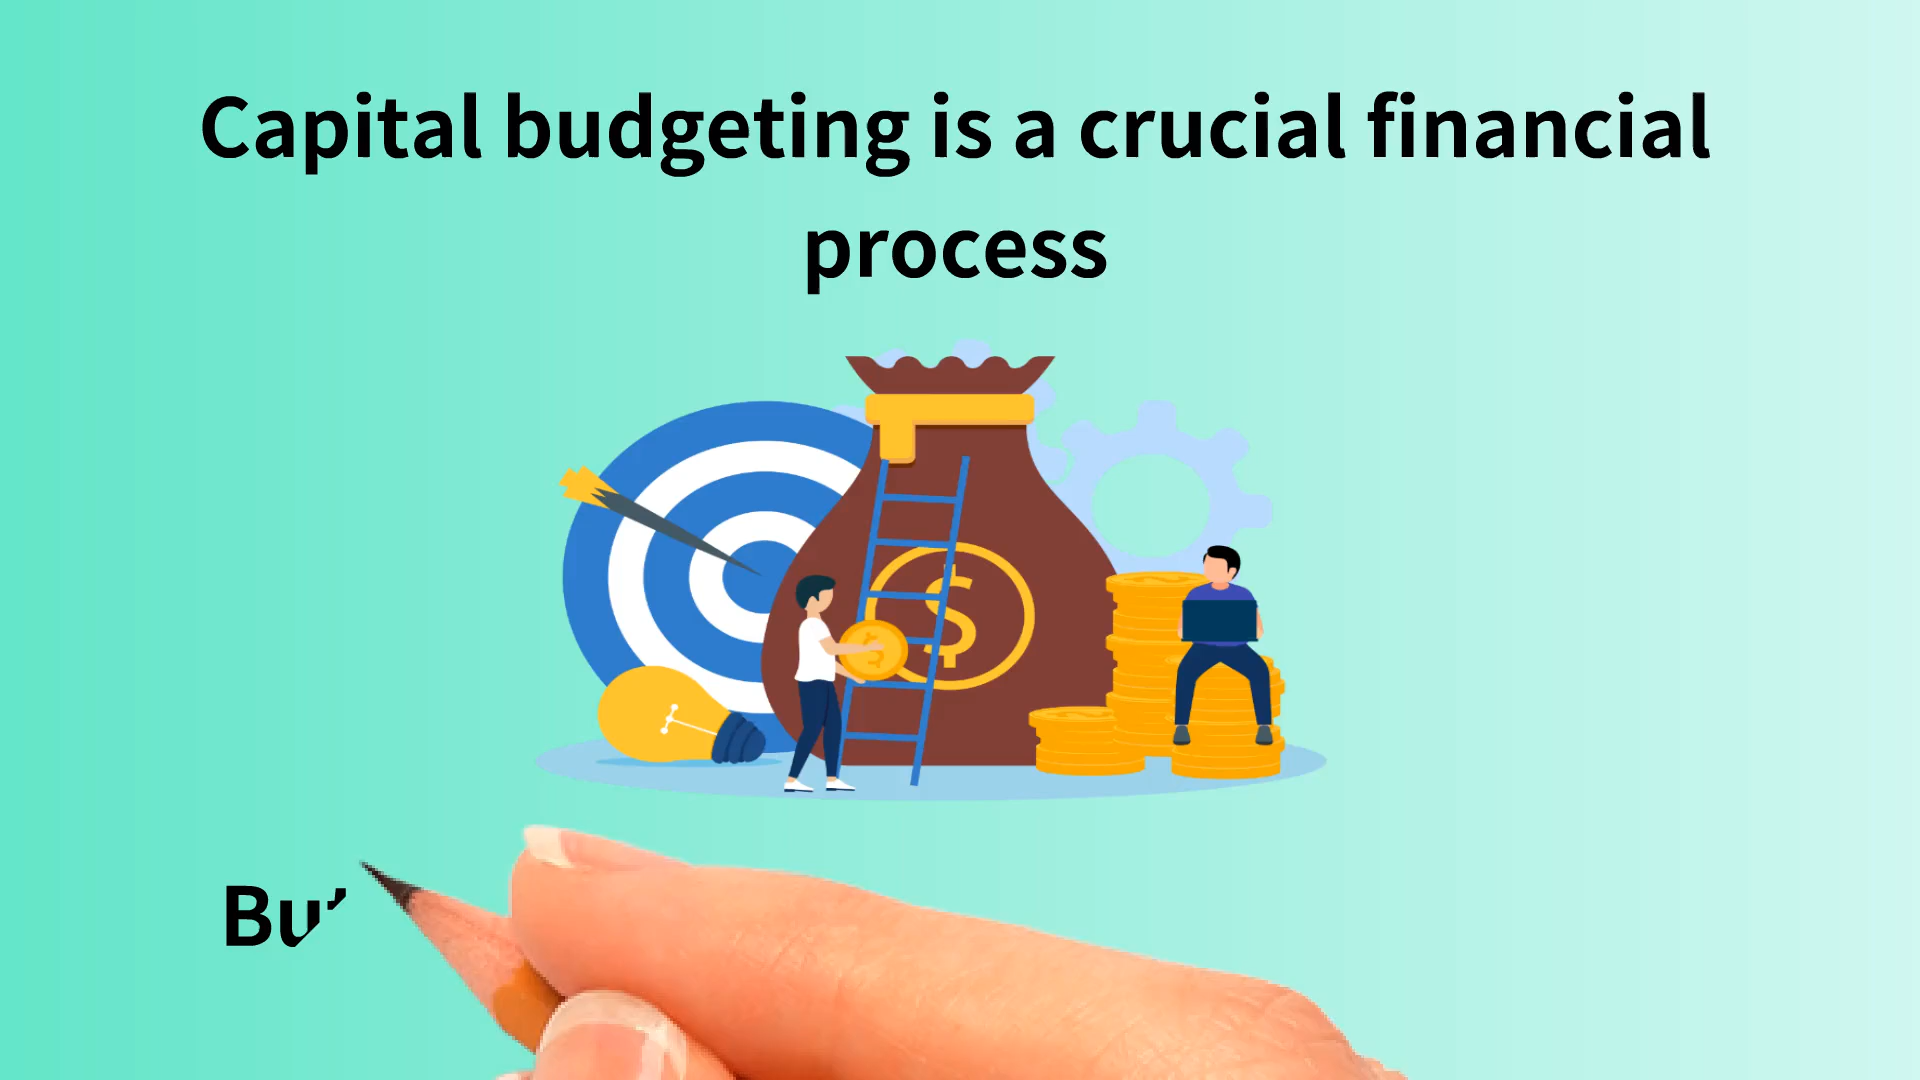 Capital budgeting is a crucial financial
process
$
$